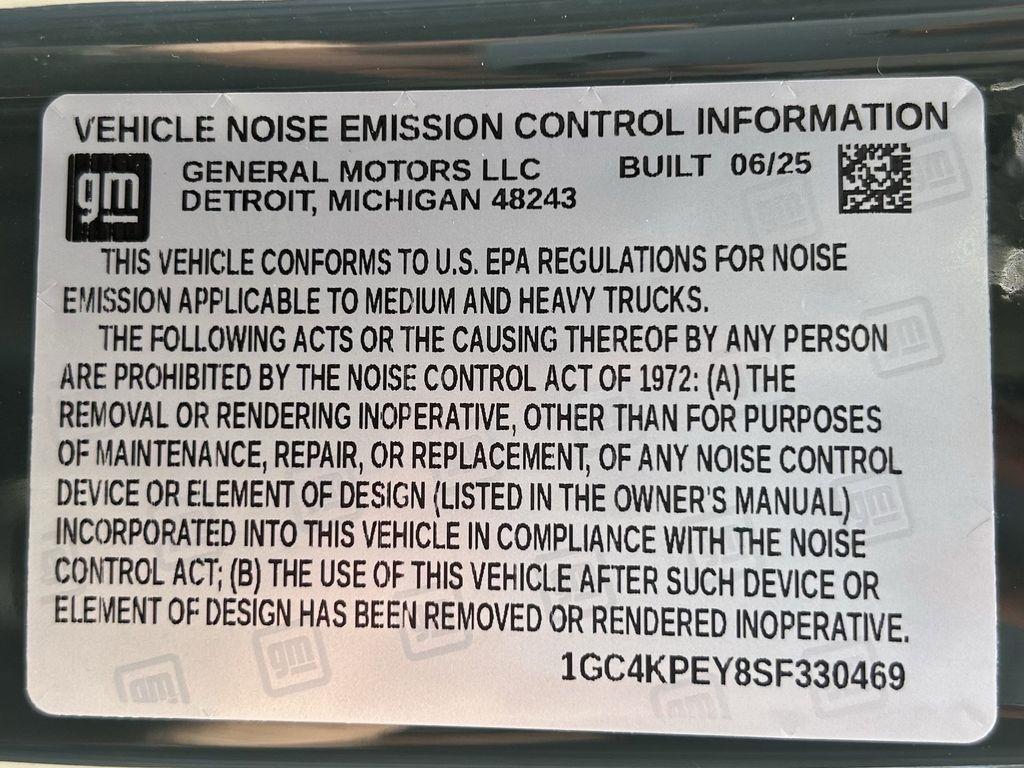 VEHICLE NOISE EMISSION CONTROL INFORMATION
gm
GENERAL MOTORS LLC BUILT 06/25
DETROIT, MICHIGAN 48243
THIS VEHICLE CONFORMS TO U.S. EPA REGULATIONS FOR NOISE
EMISSION APPLICABLE TO MEDIUM AND HEAVY TRUCKS.
THE FOLLOWING ACTS OR THE CAUSING THEREOF BY ANY PERSON
ARE PROHIBITED BY THE NOISE CONTROL ACT OF 1972: (A) THE
REMOVAL OR RENDERING INOPERATIVE, OTHER THAN FOR PURPOSES
OF MAINTENANCE, REPAIR, OR REPLACEMENT, OF ANY NOISE CONTROL
DEVICE OR ELEMENT OF DESIGN (LISTED IN THE OWNER'S MANUAL)
INCORPORATED INTO THIS VEHICLE IN COMPLIANCE WITH THE NOISE
CONTROL ACT; (B) THE USE OF THIS VEHICLE AFTER SUCH DEVICE OR
ELEMENT OF DESIGN HAS BEEN REMOVED OR RENDERED INOPERATIVE.
1GC4KPEY8SF330469
gm